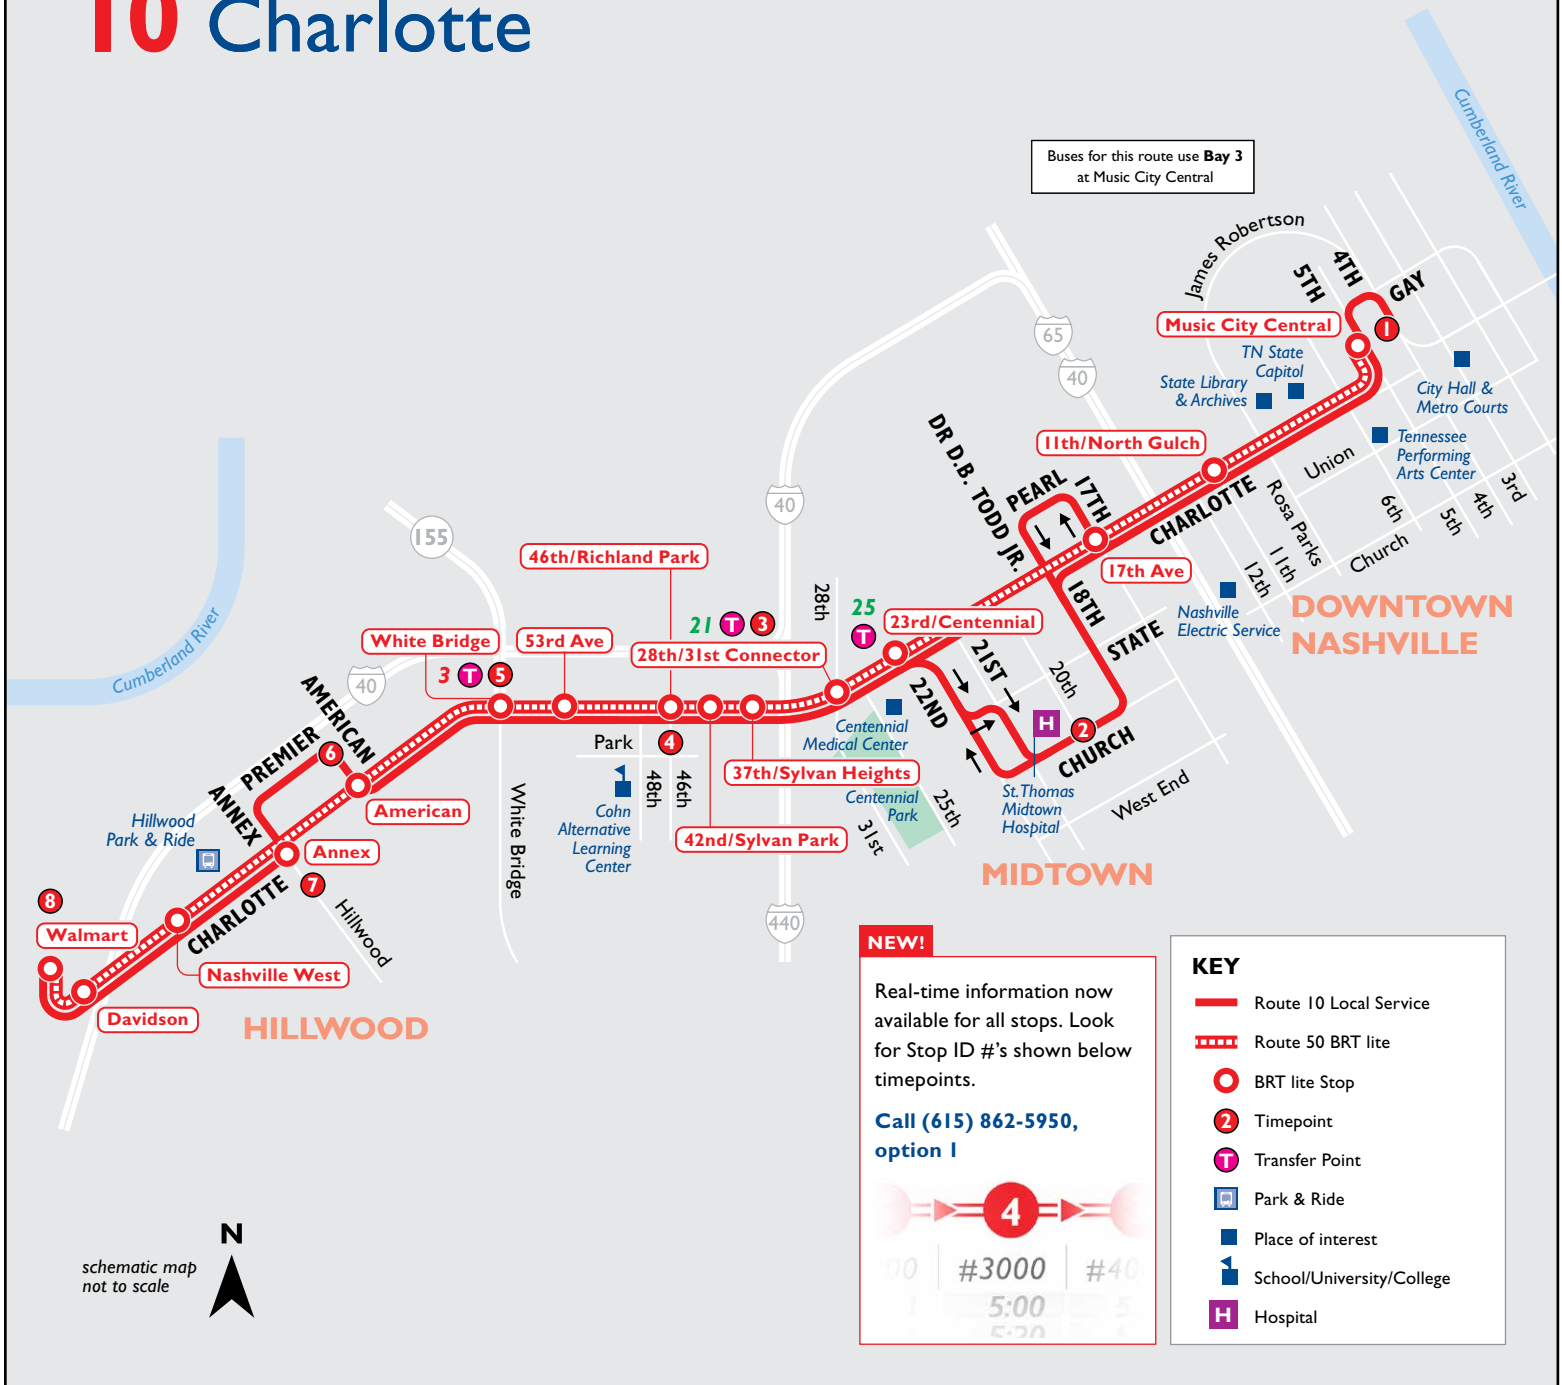 10 Charlotte
Cumberland River
Buses for this route use Bay 3
at Music City Central
James Robertson
5TH
4TH
GAY
Music City Central
1
65
40
TN State
Capitol
State Library
& Archives
City Hall &
Metro Courts
11th/North Gulch
Tennessee
Performing
Arts Center
Union
DR D.B. TODD JR.
PEARL
17TH
CHARLOTTE
Rosa Parks
6th
5th
4th
3rd
Church
12th
11th
17th Ave
18TH
Nashville
Electric Service
DOWNTOWN
NASHVILLE
40
155
46th/Richland Park
28th
25
T
23rd/Centennial
21
T
3
White Bridge
53rd Ave
28th/31st Connector
3
T
5
Cumberland River
40
21ST
20th
STATE
22ND
AMERICAN
PREMIER
6
ANNEX
Park
4
Centennial
Medical Center
H
2
CHURCH
37th/Sylvan Heights
48th
46th
White Bridge
American
Cohn
Alternative
Learning
Center
Centennial
Park
25th
31st
St. Thomas
Midtown
Hospital
West End
Hillwood
Park & Ride
42nd/Sylvan Park
Annex
7
MIDTOWN
8
Walmart
CHARLOTTE
Hillwood
440
Nashville West
Davidson
HILLWOOD
NEW!
Real-time information now
available for all stops. Look
for Stop ID #'s shown below
timepoints.
Call (615) 862-5950,
option 1
4
00 #3000 #40
5:00 5
5:20 5
KEY
Route 10 Local Service
Route 50 BRT lite
BRT lite Stop
2 Timepoint
T Transfer Point
Park & Ride
Place of interest
School/University/College
H Hospital
N
schematic map
not to scale